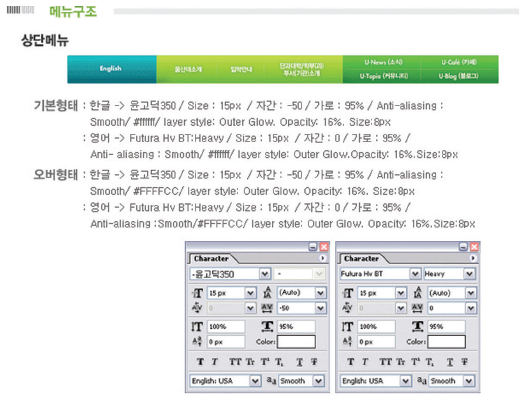 메뉴구조
상단메뉴
English 울산대소개 입학안내 단과대학/학부(과) 부서/기관소개 U-News (소식) U-Café (카페)
U-Topia (커뮤니티) U-Blog (블로그)
기본형태 : 한글 -> 윤고딕350 / Size : 15px / 자간 : -50 / 가로 : 95% / Anti-aliasing :
Smooth/ #ffffff/ layer style: Outer Glow. Opacity: 16%. Size:8px
: 영어 -> Futura Hv BT:Heavy / Size : 15px / 자간 : 0 / 가로 : 95% /
Anti- aliasing : Smooth/ #ffffff/ layer style: Outer Glow.Opacity: 16%.Size:8px
오버형태 : 한글 -> 윤고딕350 / Size : 15px / 자간 : -50 / 가로 : 95% / Anti-aliasing :
Smooth/ #FFFFCC/ layer style: Outer Glow. Opacity: 16%. Size:8px
: 영어 -> Futura Hv BT:Heavy / Size : 15px / 자간 : 0 / 가로 : 95% /
Anti-aliasing :Smooth/#FFFFCC/ layer style: Outer Glow. Opacity: 16%.Size:8px
Character
-윤고딕350 -
15 px (Auto)
0 -50
100% 95%
0 px Color:
T T TT Tr T¹ T₁ T T
English: USA aa Smooth
Character
Futura Hv BT Heavy
15 px (Auto)
0 0
100% 95%
0 px Color:
T T TT Tr T¹ T₁ T T
English: USA aa Smooth